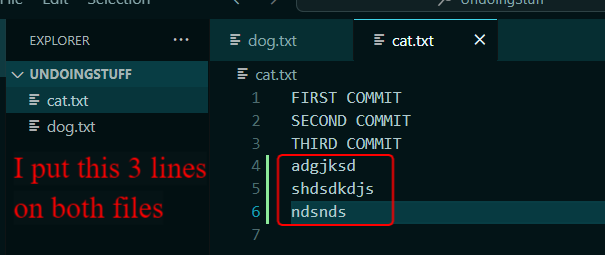 File Edit Selection
UndoingStuff
EXPLORER ...
UNDOINGSTUFF
cat.txt
dog.txt
I put this 3 lines
on both files
dog.txt cat.txt
cat.txt
1 FIRST COMMIT
2 SECOND COMMIT
3 THIRD COMMIT
4 adgjksd
5 shdsdkdjs
6 ndsnds
7